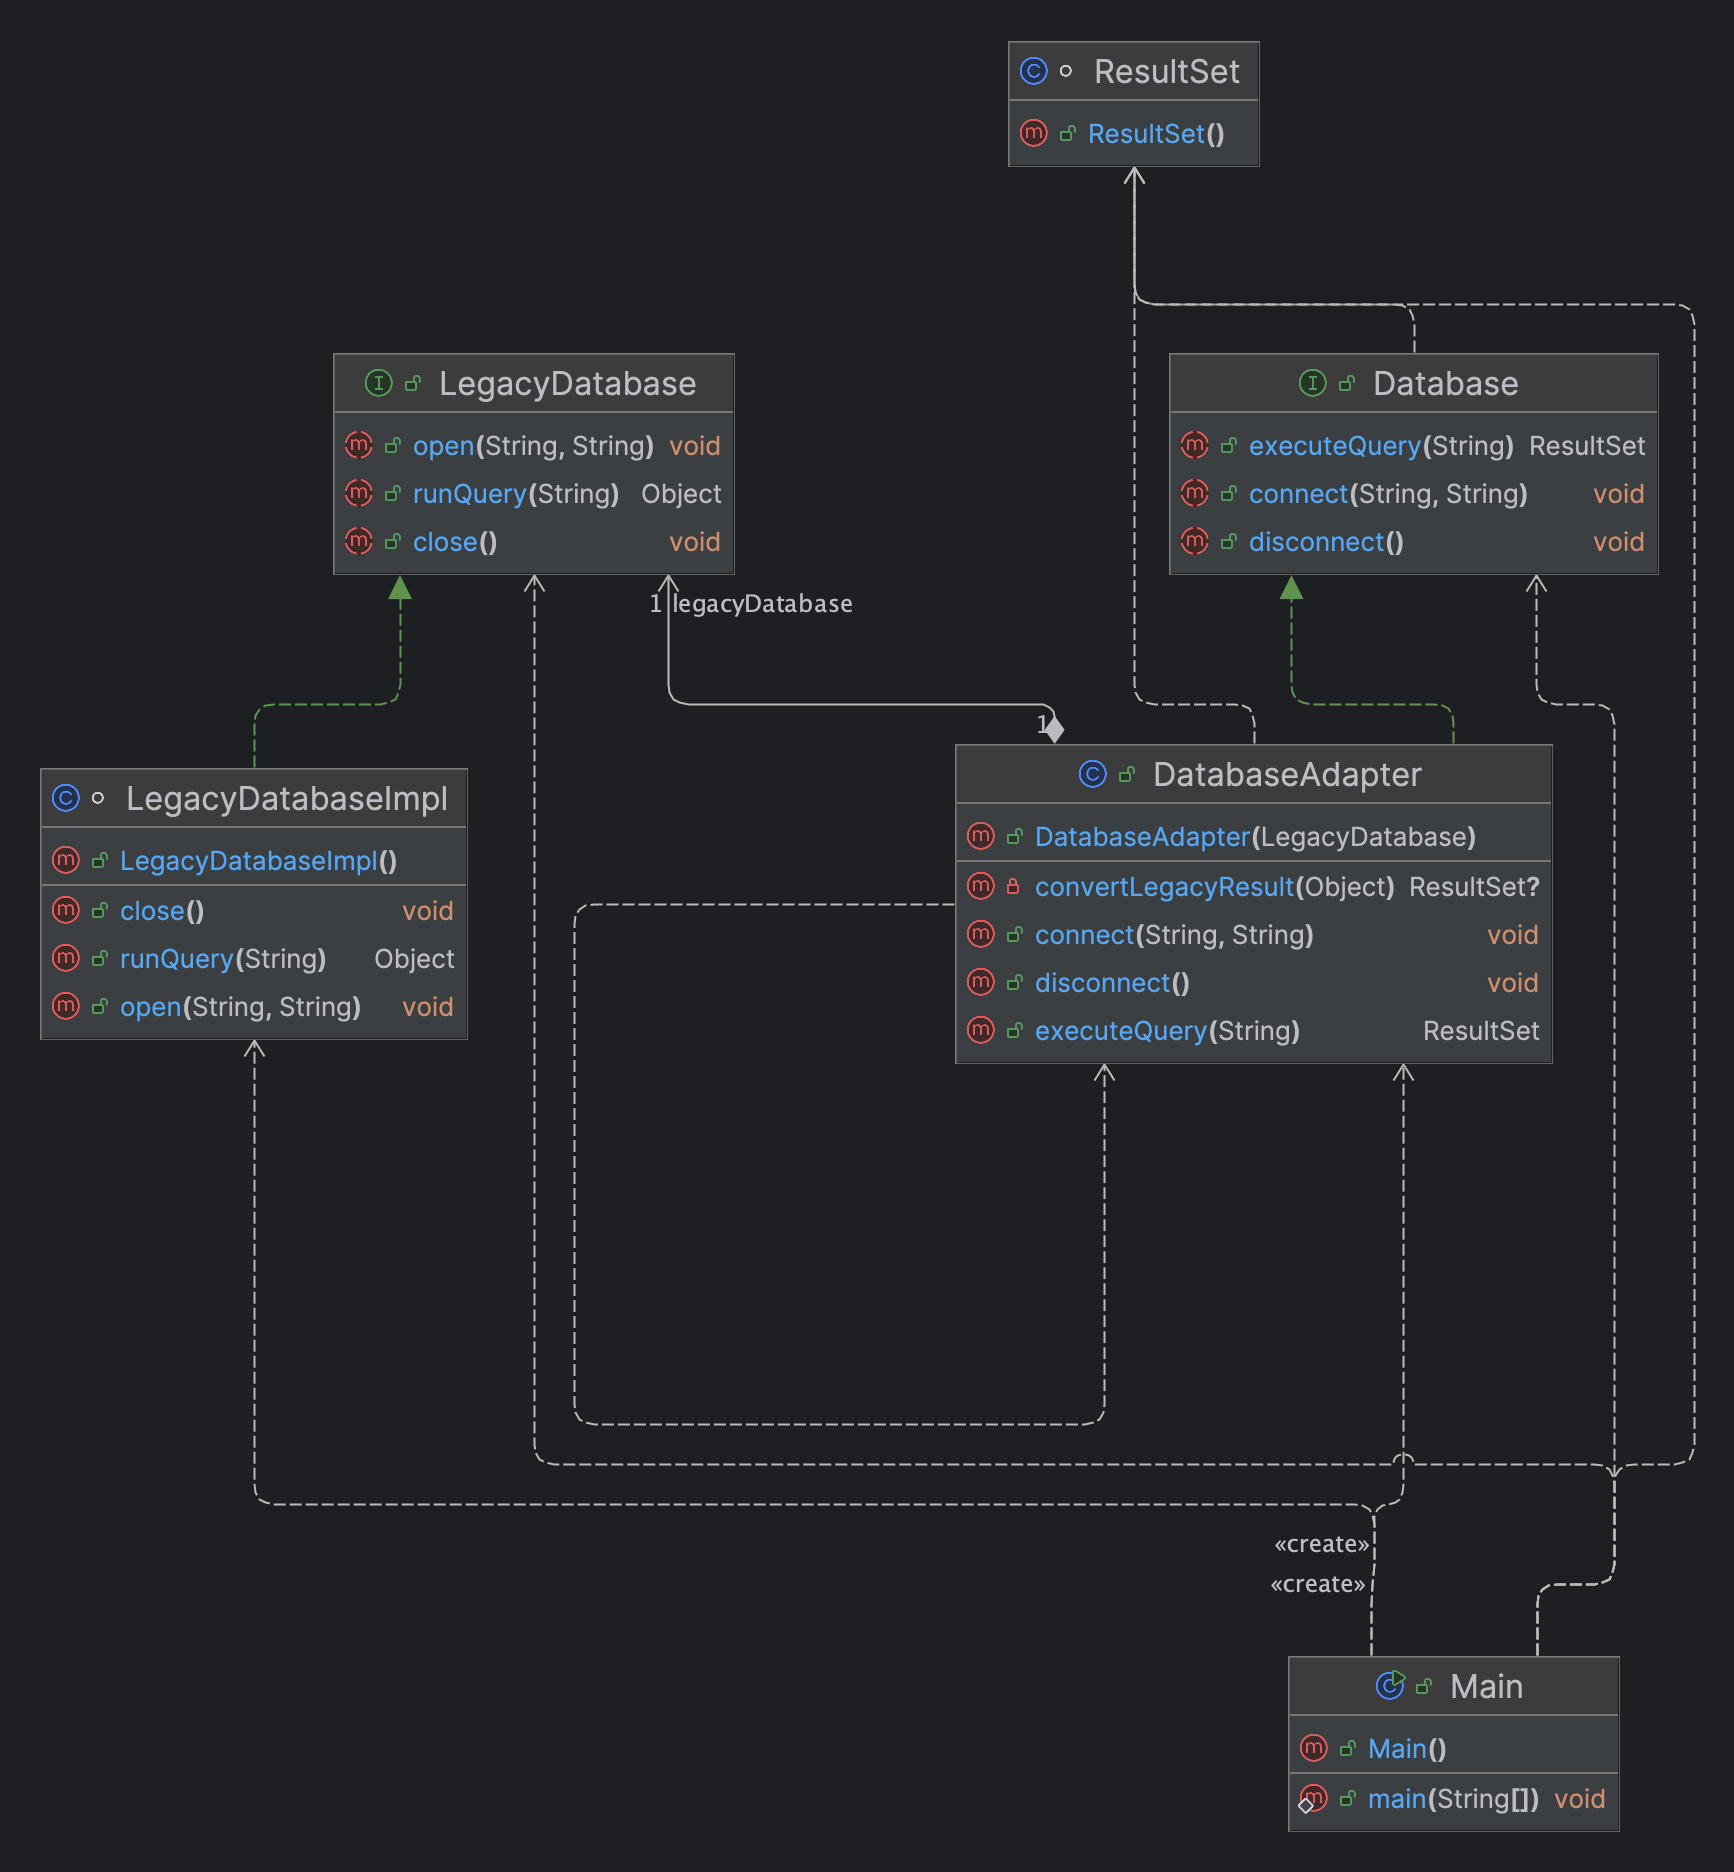 ResultSet
ResultSet()
LegacyDatabase
open(String, String) void
runQuery(String) Object
close() void
Database
executeQuery(String) ResultSet
connect(String, String) void
disconnect() void
1 legacyDatabase
1
LegacyDatabaseImpl
LegacyDatabaseImpl()
close() void
runQuery(String) Object
open(String, String) void
DatabaseAdapter
DatabaseAdapter(LegacyDatabase)
convertLegacyResult(Object) ResultSet?
connect(String, String) void
disconnect() void
executeQuery(String) ResultSet
«create»
«create»
Main
Main()
main(String[]) void